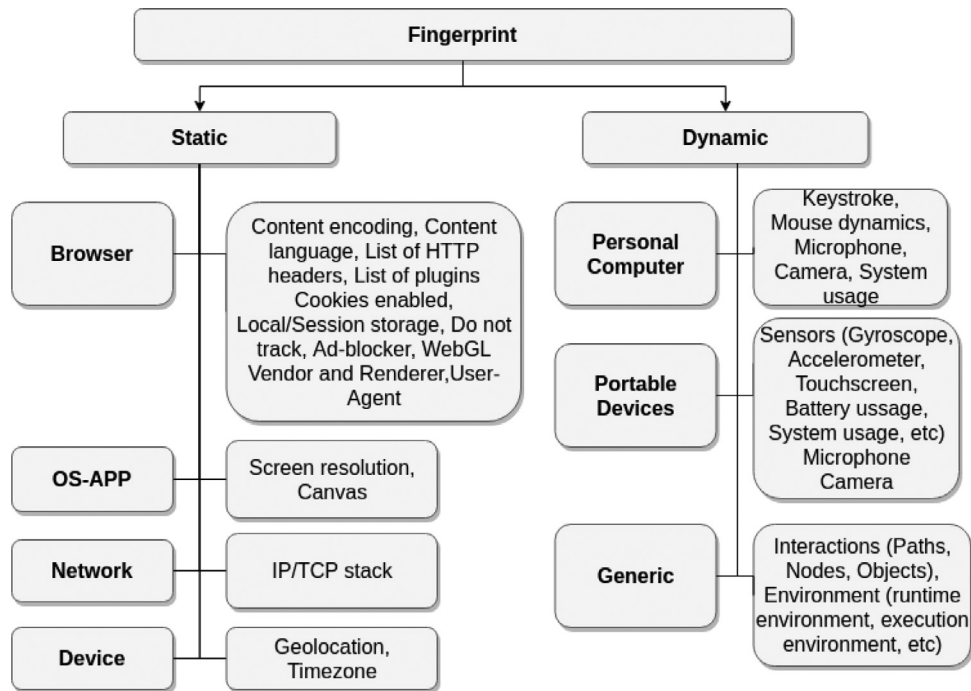 Fingerprint
Static
Dynamic
Browser
Content encoding, Content
language, List of HTTP
headers, List of plugins
Cookies enabled,
Local/Session storage, Do not
track, Ad-blocker, WebGL
Vendor and Renderer,User-
Agent
OS-APP
Screen resolution,
Canvas
Network
IP/TCP stack
Device
Geolocation,
Timezone
Personal
Computer
Keystroke,
Mouse dynamics,
Microphone,
Camera, System
usage
Portable
Devices
Sensors (Gyroscope,
Accelerometer,
Touchscreen,
Battery ussage,
System usage, etc)
Microphone
Camera
Generic
Interactions (Paths,
Nodes, Objects),
Environment (runtime
environment, execution
environment, etc)